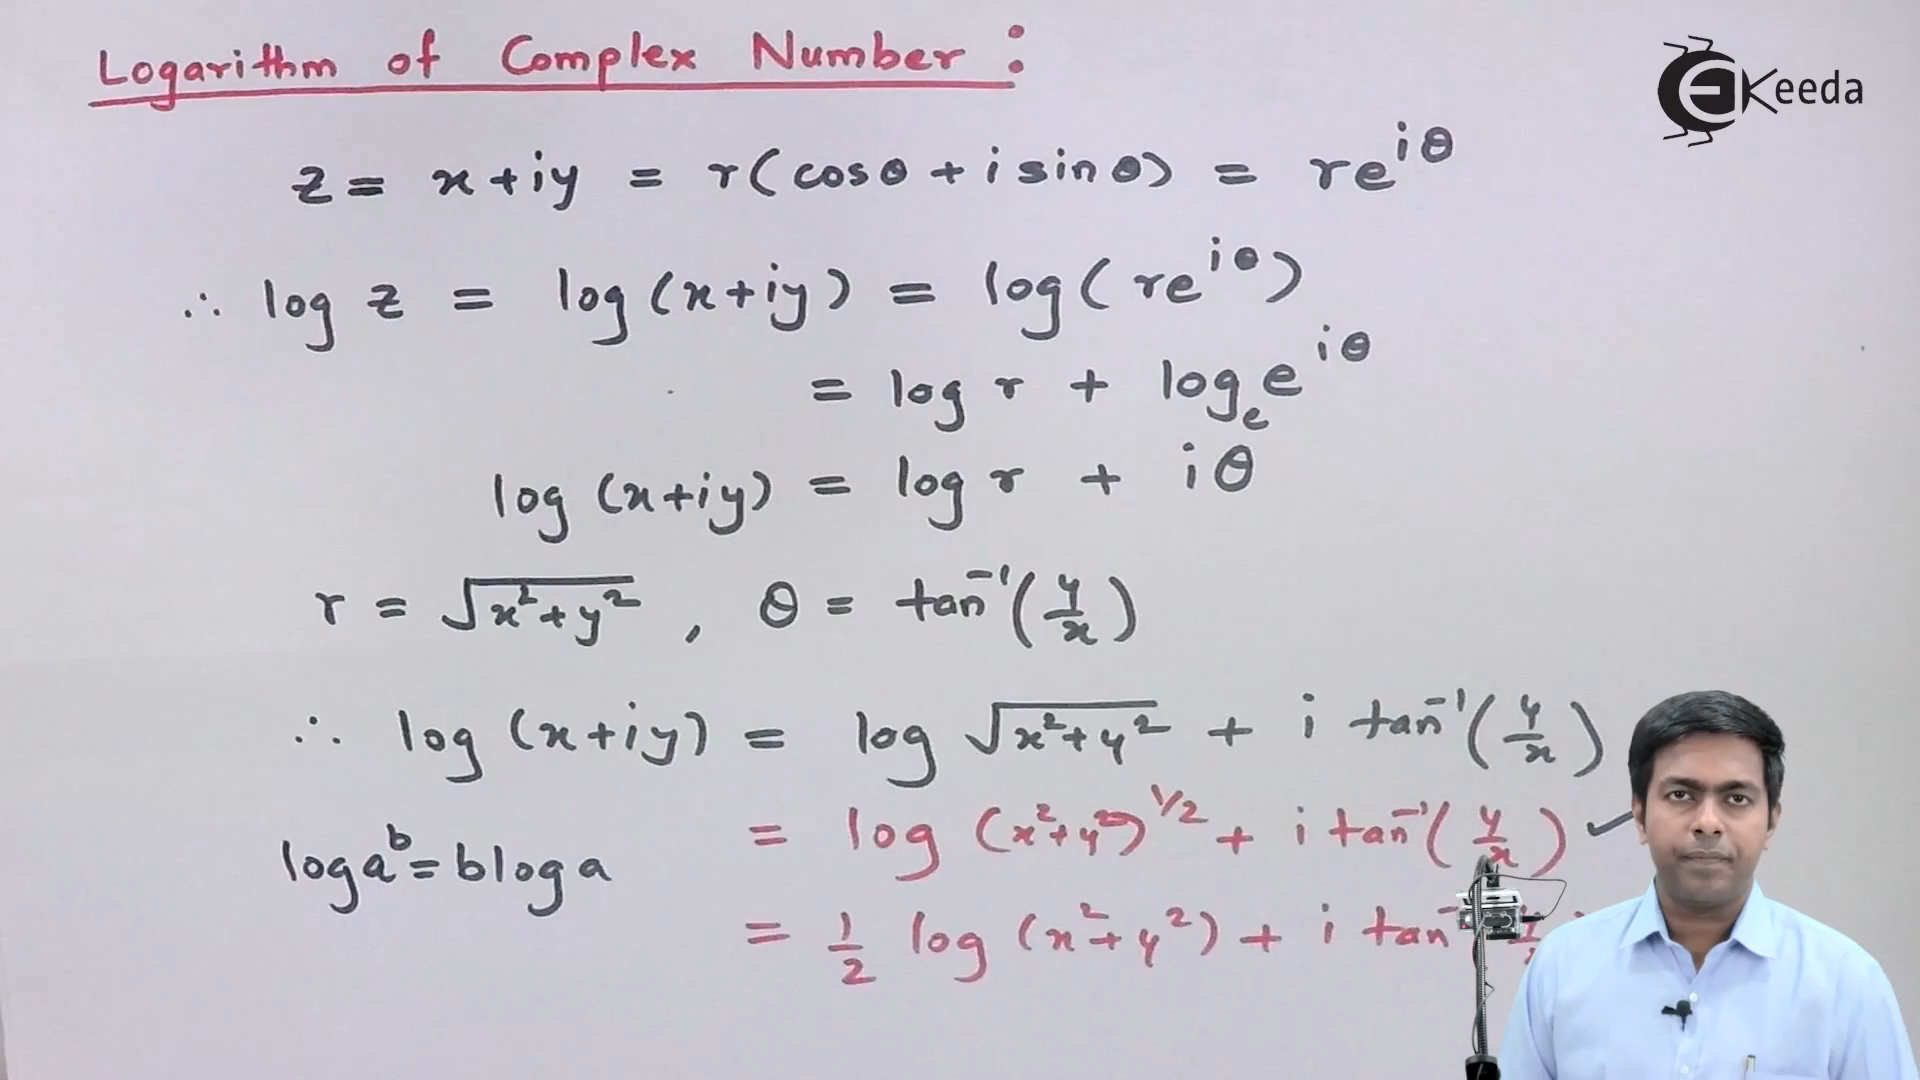 Logarithm of Complex Number :
Keeda
z = x+iy = r(cosθ + i sinθ) = re^{iθ}
∴ log z = log(x+iy) = log(re^{iθ})
= log r + log_e e^{iθ}
log (x+iy) = log r + iθ
r = √(x²+y²) , θ = tan⁻¹(y/x)
∴ log (x+iy) = log √(x²+y²) + i tan⁻¹(y/x)
= log (x²+y²)^{1/2} + i tan⁻¹(y/x) ✓
log a^b = b log a
= 1/2 log (x²+y²) + i tan⁻